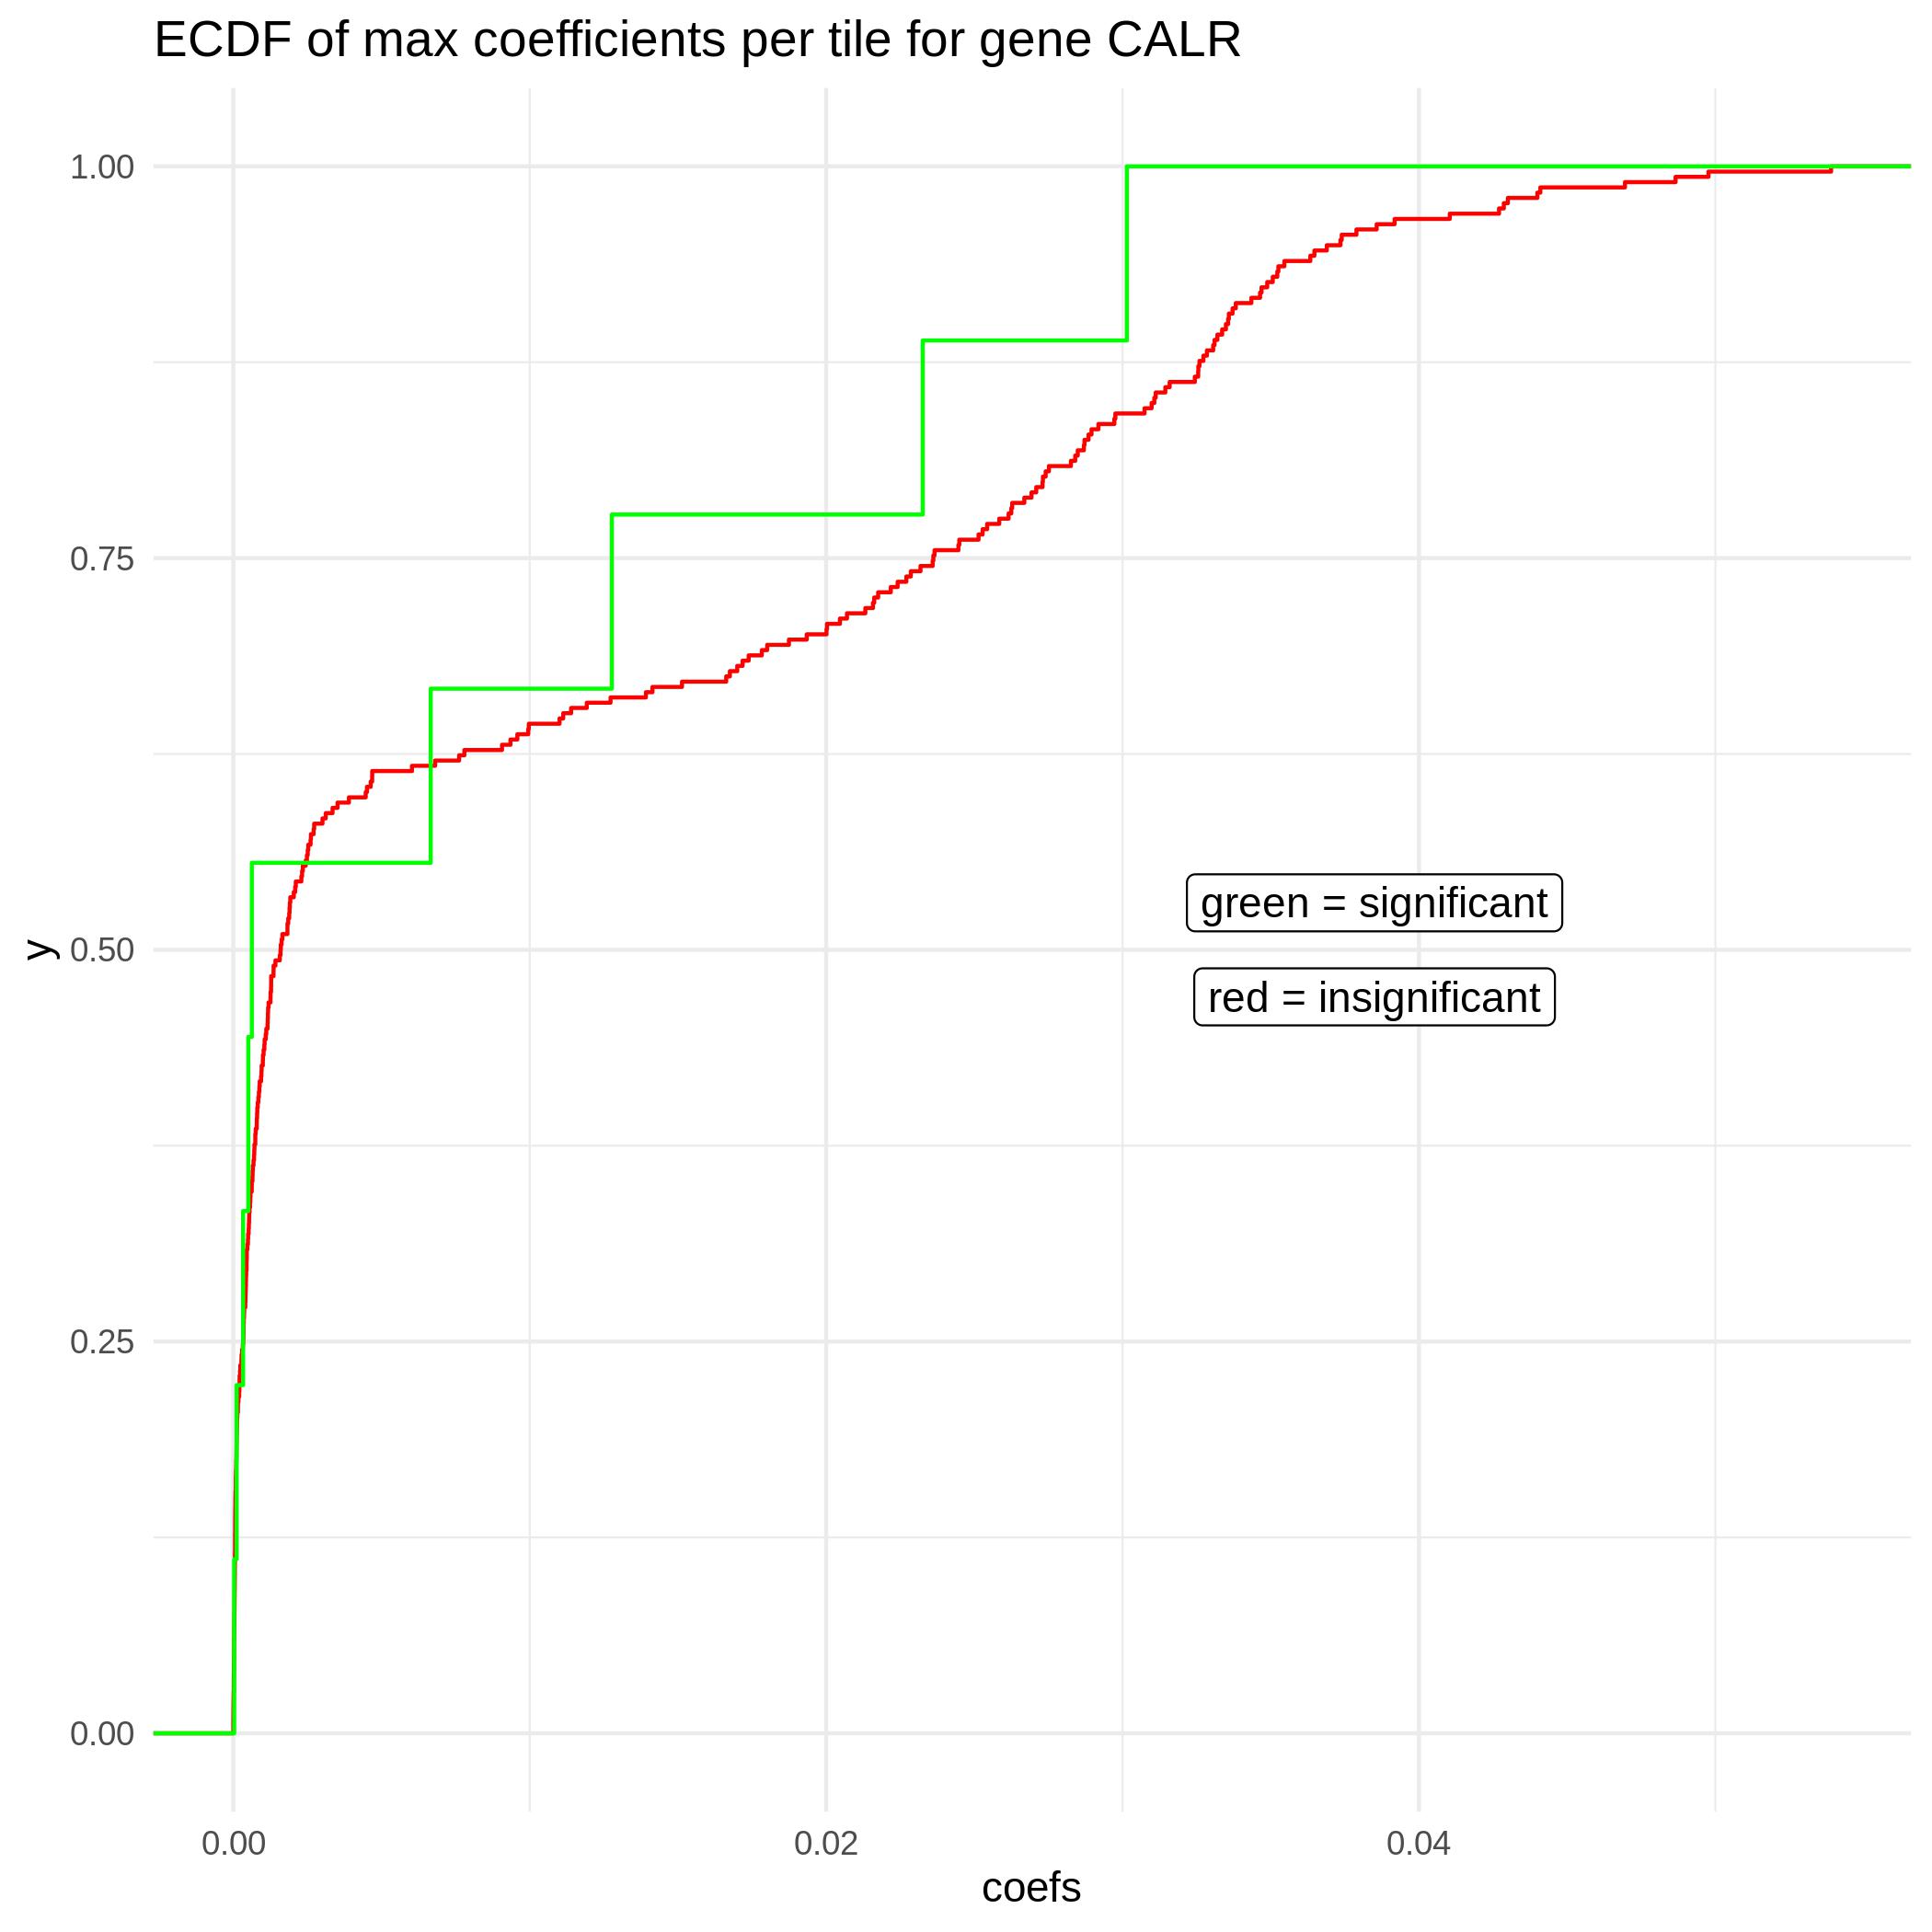 ECDF of max coefficients per tile for gene CALR
1.00
0.75
0.50
0.25
0.00
y
green = significant
red = insignificant
0.00 0.02 0.04
coefs